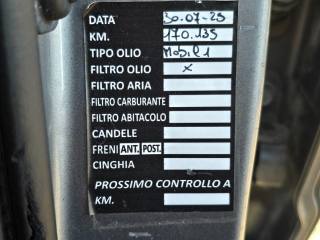 DATA 30-07-25
KM. 170.135
TIPO OLIO Mobil 1
FILTRO OLIO x
FILTRO ARIA
FILTRO CARBURANTE
FILTRO ABITACOLO
CANDELE
FRENI ANT. POST.
CINGHIA
PROSSIMO CONTROLLO A
KM.